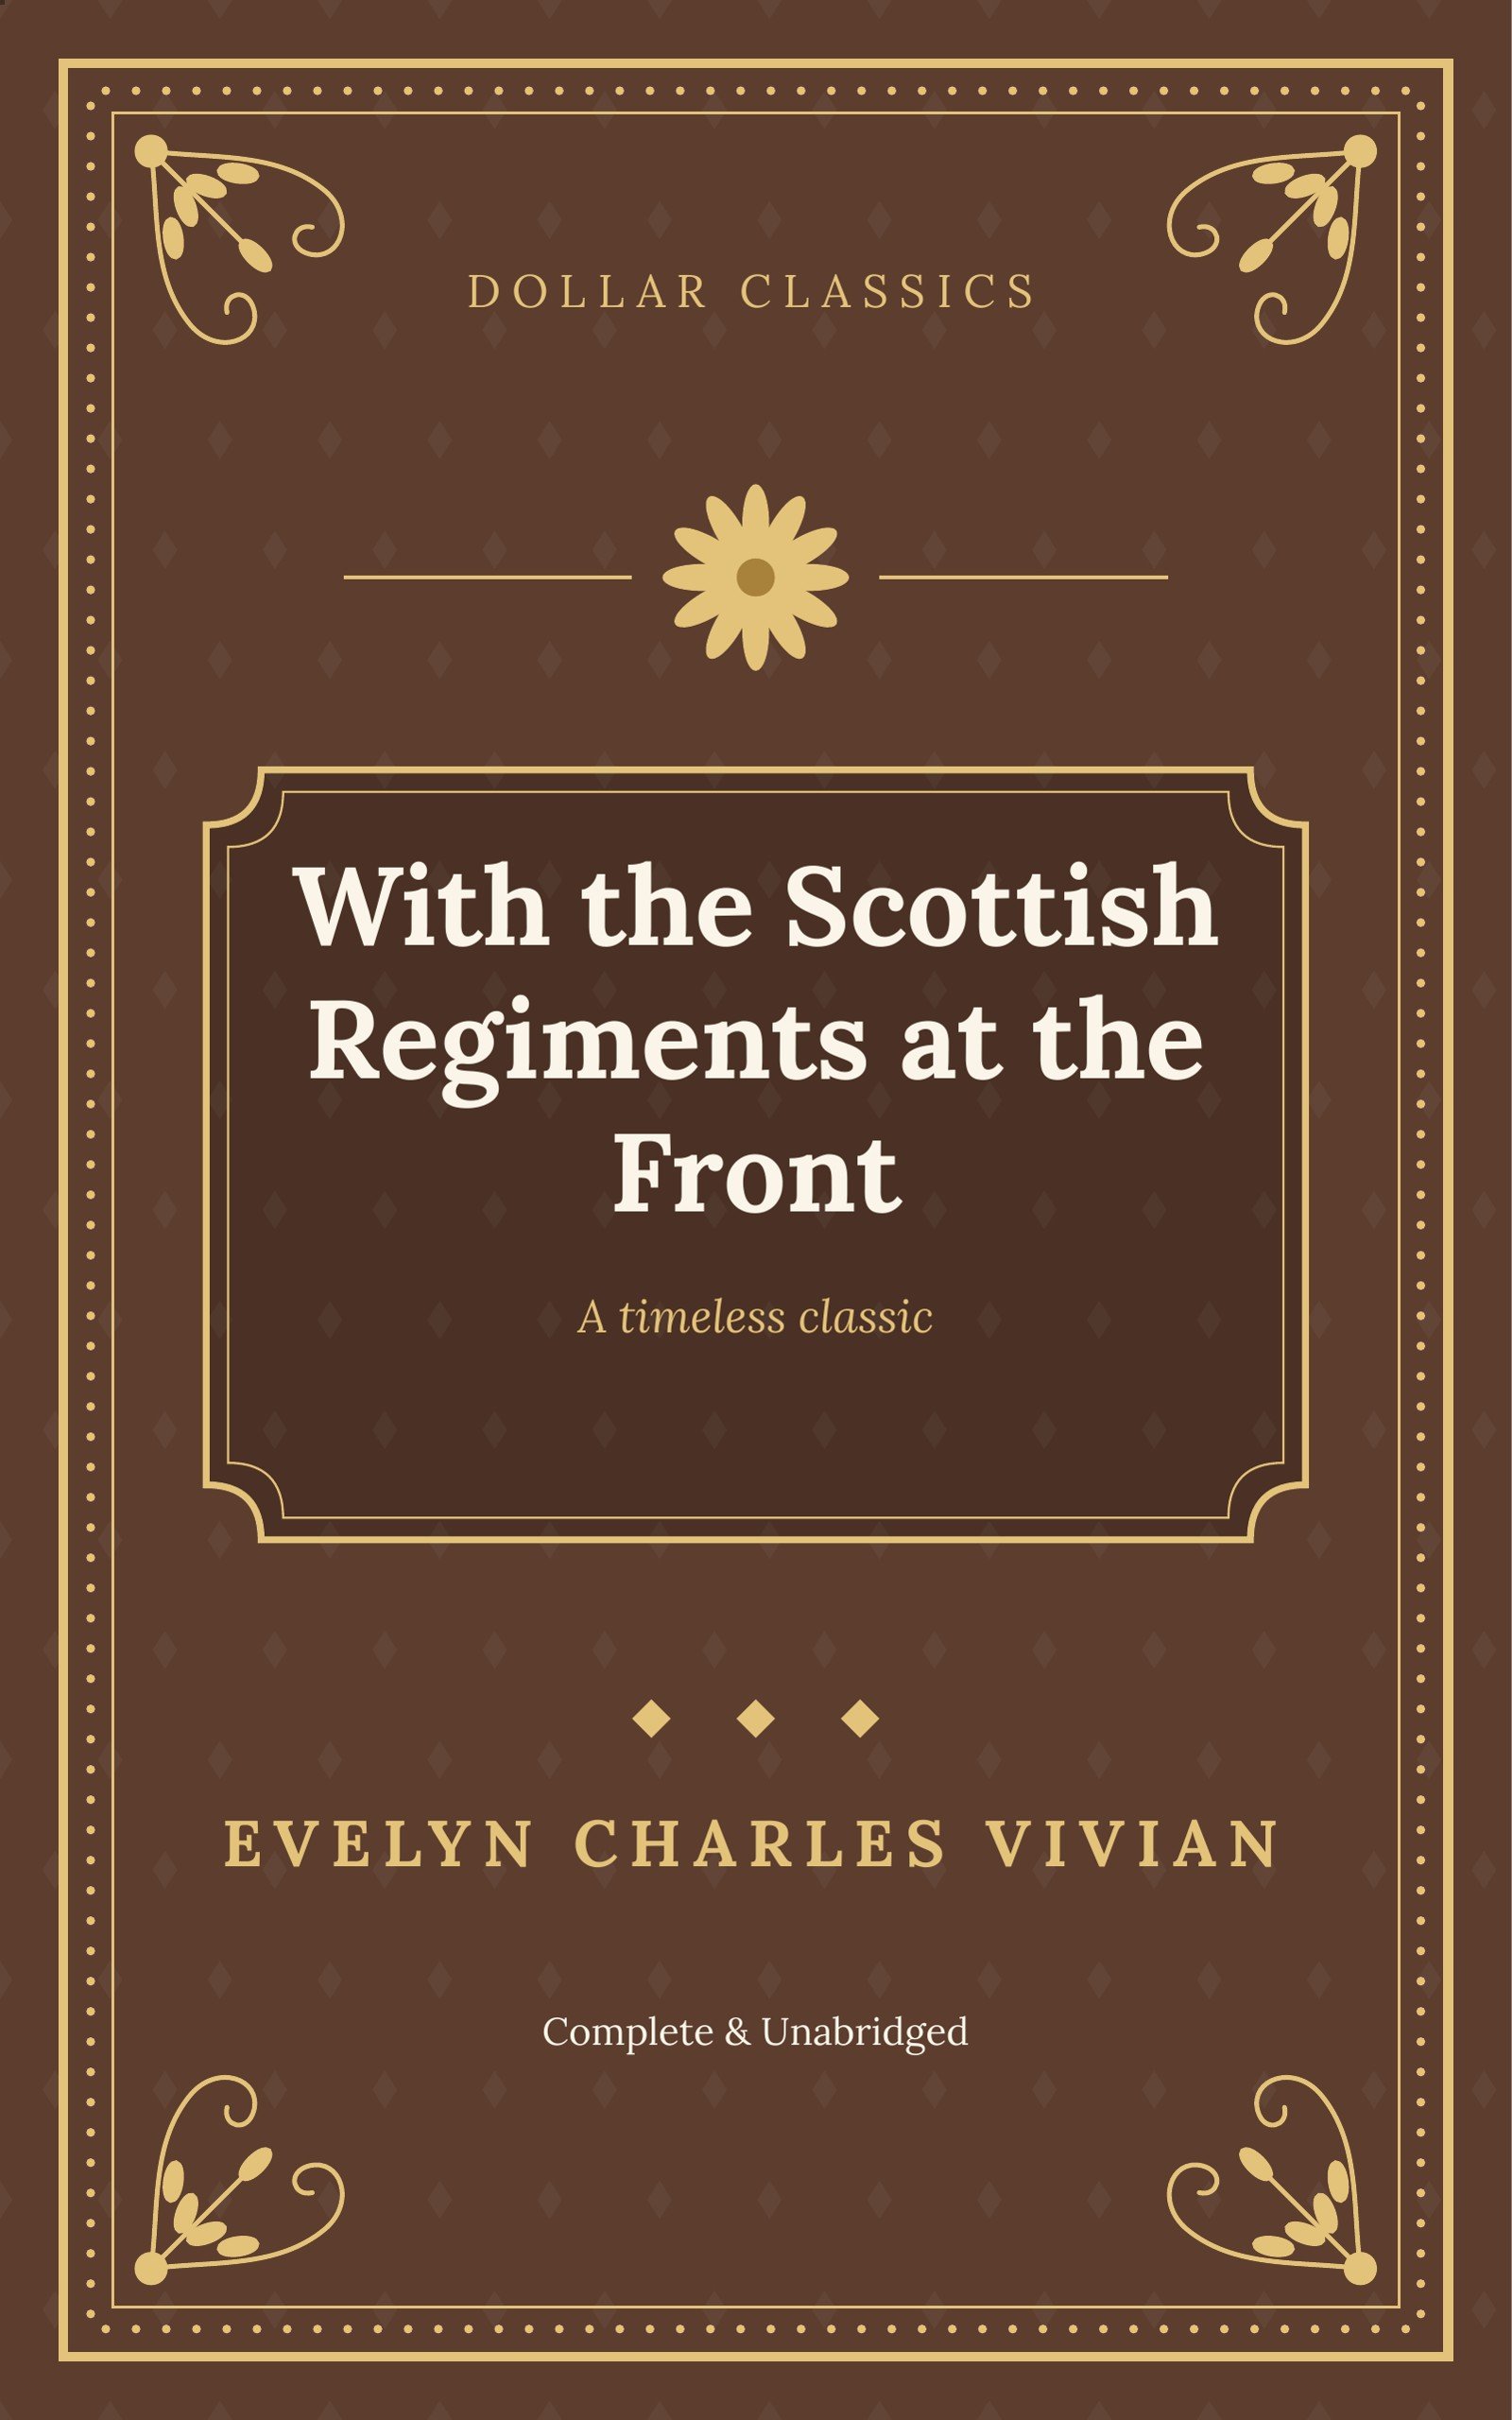 DOLLAR CLASSICS
With the Scottish
Regiments at the
Front
A timeless classic
EVELYN CHARLES VIVIAN
Complete & Unabridged